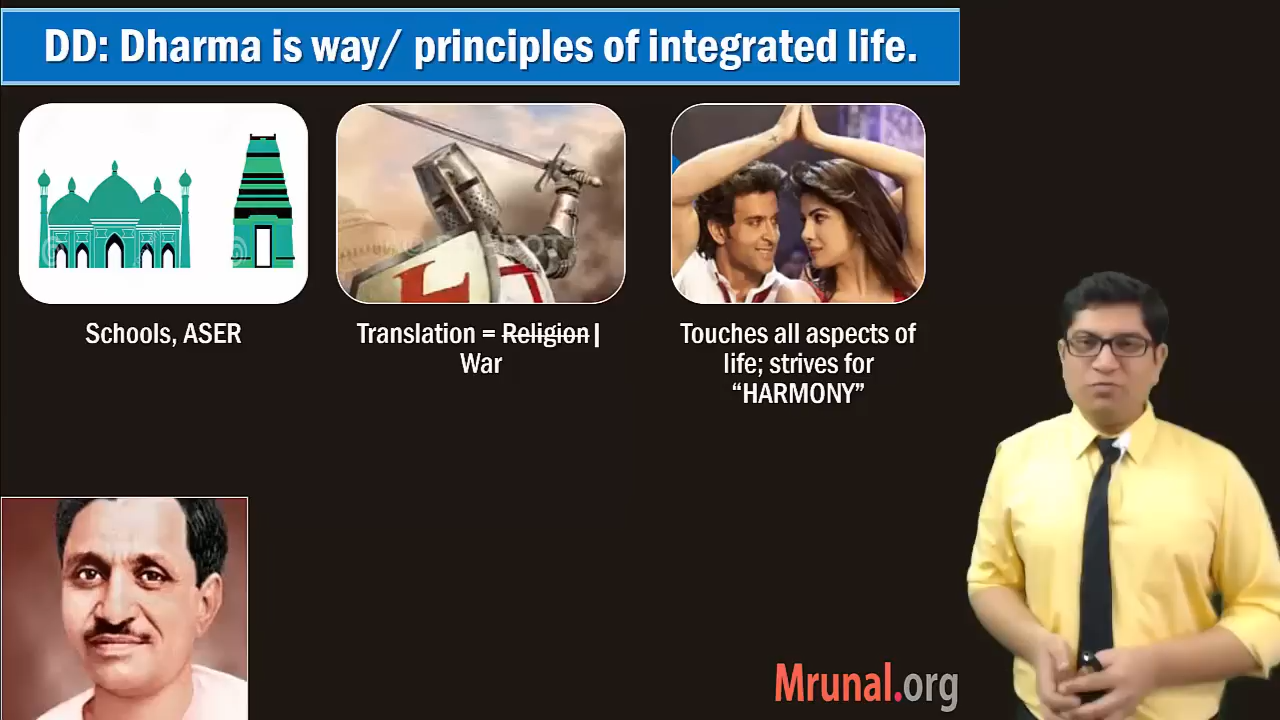 DD: Dharma is way/ principles of integrated life.
Schools, ASER
Translation = Religion |
War
Touches all aspects of
life; strives for
“HARMONY”
Mrunal.org